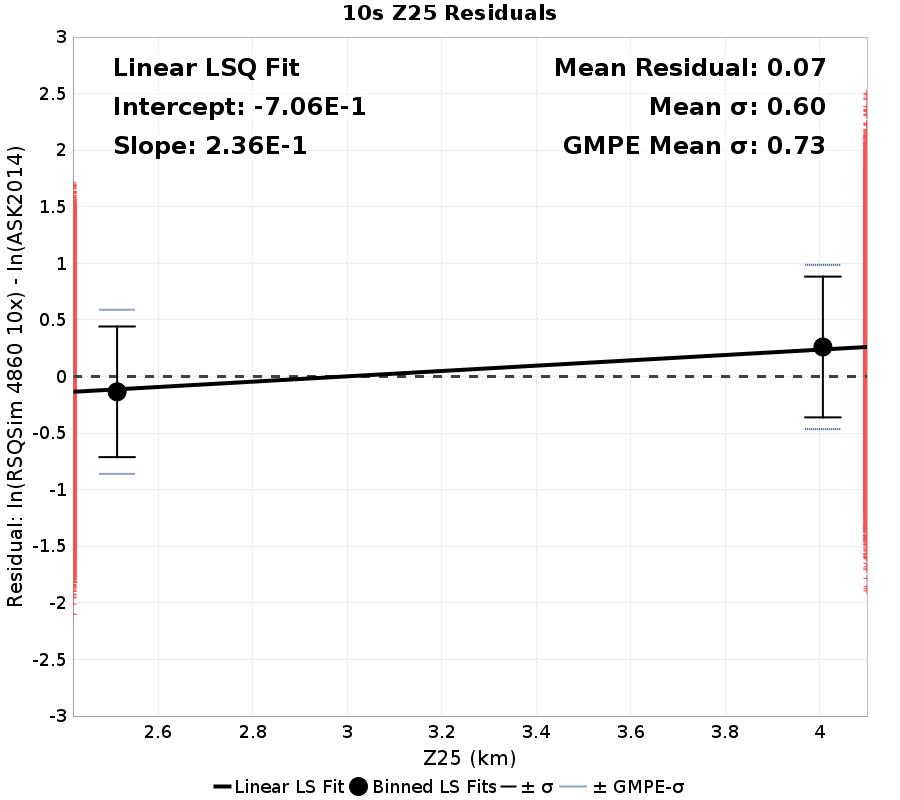 10s Z25 Residuals
Linear LSQ Fit
Intercept: -7.06E-1
Slope: 2.36E-1
Mean Residual: 0.07
Mean σ: 0.60
GMPE Mean σ: 0.73
Residual: ln(RSQSim 4860 10x) - ln(ASK2014)
3
2.5
2
1.5
1
0.5
0
-0.5
-1
-1.5
-2
-2.5
-3
2.6 2.8 3 3.2 3.4 3.6 3.8 4
Z25 (km)
Linear LS Fit Binned LS Fits ± σ ± GMPE-σ